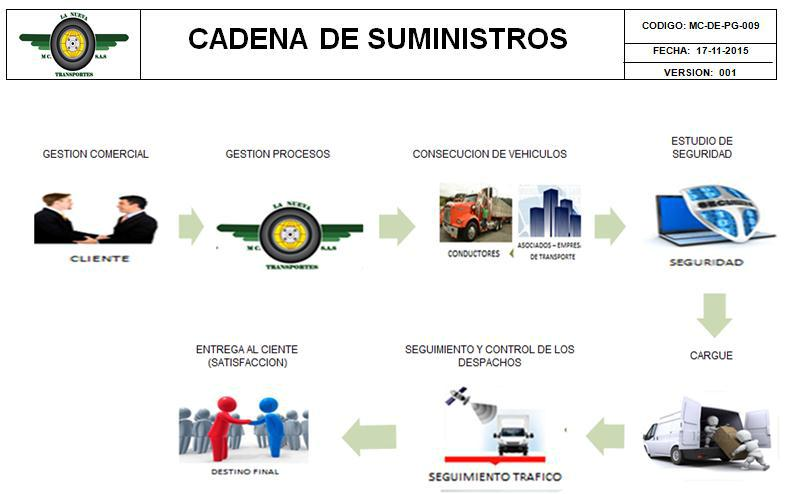 LA NUEVA
M C. S.A.S
TRANSPORTES
CADENA DE SUMINISTROS
CODIGO: MC-DE-PG-009
FECHA: 17-11-2015
VERSION: 001
GESTION COMERCIAL
GESTION PROCESOS
CONSECUCION DE VEHICULOS
ESTUDIO DE
SEGURIDAD
LA NUEVA
M C. S.A.S
TRANSPORTES
CLIENTE
CONDUCTORES
ASOCIADOS – EMPRES.
DE TRANSPORTE
SECURITY
SEGURIDAD
ENTREGA AL CIENTE
(SATISFACCION)
SEGUIMIENTO Y CONTROL DE LOS
DESPACHOS
CARGUE
DESTINO FINAL
SEGUIMIENTO TRAFICO